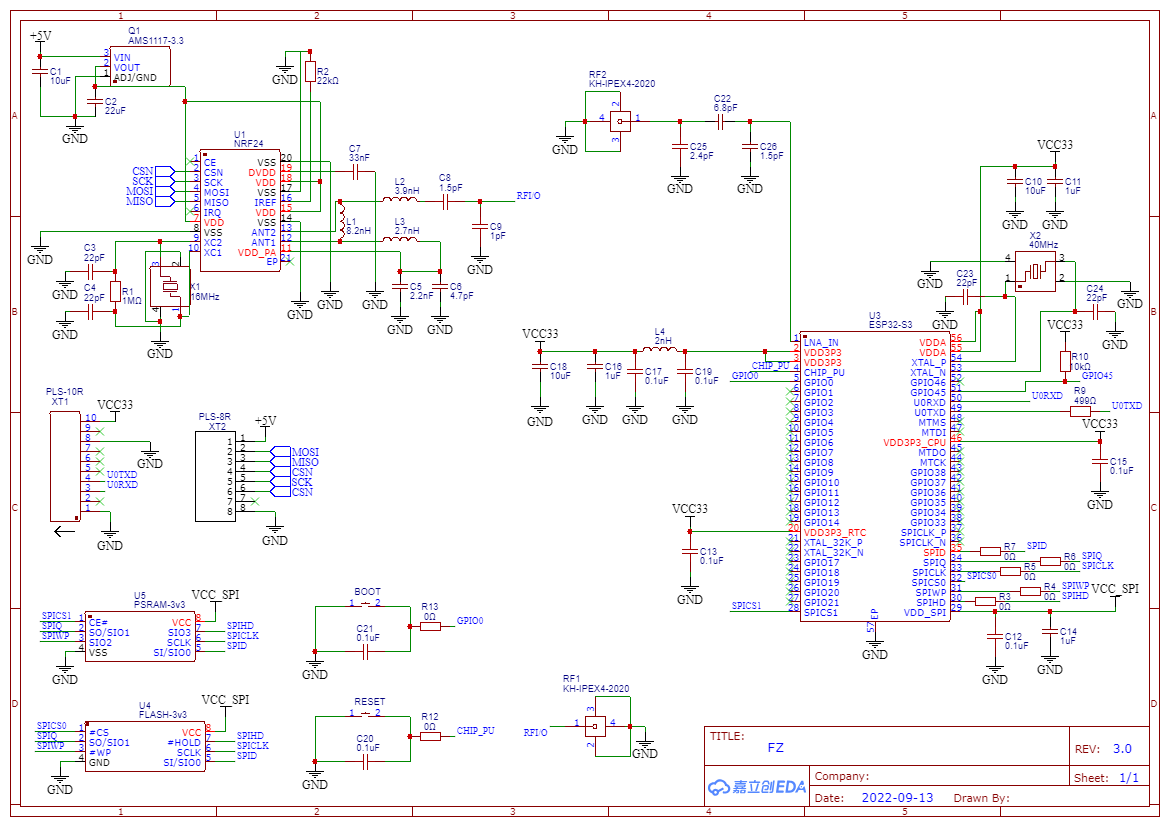 1 2 3 4 5
A
B
C
D
+5V
Q1
AMS1117-3.3
3 VIN
2 VOUT
1 ADJ/GND
C1
10uF
C2
22uF
GND
GND
R2
22kΩ
U1
NRF24
CSN
SCK
MOSI
MISO
1 CE
2 CSN
3 SCK
4 MOSI
5 MISO
6 IRQ
7 VDD
8 VSS
9 XC2
10 XC1
VSS 20
DVDD 19
VDD 18
VSS 17
IREF 16
VDD 15
VSS 14
ANT2 13
ANT1 12
VDD_PA 11
EP 21
C7
33nF
L2
3.9nH
C8
1.5pF
RFI/O
L1
8.2nH
L3
2.7nH
C9
1pF
GND
GND
C3
22pF
GND
C4
22pF
GND
R1
1MΩ
X1
16MHz
3 2
4 1
GND
GND
GND
GND
C5
2.2nF
C6
4.7pF
GND
GND
RF2
KH-IPEX4-2020
2
4 1
3
GND
C22
6.8pF
C25
2.4pF
C26
1.5pF
GND
GND
VCC33
C10
10uF
C11
1uF
GND
GND
X2
40MHz
4 3
1 2
GND
C23
22pF
GND
GND
C24
22pF
GND
VCC33
R10
10kΩ
GPIO45
R9
499Ω
U0RXD
U0TXD
VCC33
C15
0.1uF
GND
VCC33
C18
10uF
C16
1uF
C17
0.1uF
C19
0.1uF
L4
2nH
GND
GND
GND
GND
CHIP_PU
GPIO0
U3
ESP32-S3
1 LNA_IN
2 VDD3P3
3 VDD3P3
4 CHIP_PU
5 GPIO0
6 GPIO1
7 GPIO2
8 GPIO3
9 GPIO4
10 GPIO5
11 GPIO6
12 GPIO7
13 GPIO8
14 GPIO9
15 GPIO10
16 GPIO11
17 GPIO12
18 GPIO13
19 GPIO14
20 VDD3P3_RTC
21 XTAL_32K_P
22 XTAL_32K_N
23 GPIO17
24 GPIO18
25 GPIO19
26 GPIO20
27 GPIO21
28 SPICS1
VDDA 56
VDDA 55
XTAL_P 54
XTAL_N 53
GPIO46 52
GPIO45 51
U0RXD 50
U0TXD 49
MTMS 48
MTDI 47
VDD3P3_CPU 46
MTDO 45
MTCK 44
GPIO38 43
GPIO37 42
GPIO36 41
GPIO35 40
GPIO34 39
GPIO33 38
SPICLK_P 37
SPICLK_N 36
SPID 35
SPIQ 34
SPICLK 33
SPICS0 32
SPIWP 31
SPIHD 30
VDD_SPI 29
EP
57
GND
VCC33
C13
0.1uF
GND
SPICS1
R7
0Ω
SPID
R6
0Ω
SPIQ
R5
0Ω
SPICLK
SPICS0
R4
0Ω
SPIWP
R3
0Ω
SPIHD
VCC_SPI
C12
0.1uF
C14
1uF
GND
GND
PLS-10R
XT1
VCC33
10
9
8
7
6
5
4
3
2
1
U0TXD
U0RXD
GND
GND
PLS-8R
XT2
+5V
1 1
2 2
3 3
4 4
5 5
6 6
7 7
8 8
MOSI
MISO
CSN
SCK
CSN
GND
U5
PSRAM-3v3
VCC_SPI
SPICS1
SPIQ
SPIWP
1 CE#
2 SO/SIO1
3 SIO2
4 VSS
VCC 8
SIO3 7
SCLK 6
SI/SIO0 5
SPIHD
SPICLK
SPID
GND
U4
FLASH-3v3
VCC_SPI
SPICS0
SPIQ
SPIWP
1 #CS
2 SO/SIO1
3 #WP
4 GND
VCC 8
#HOLD 7
SCLK 6
SI/SIO0 5
SPIHD
SPICLK
SPID
GND
BOOT
1 2
C21
0.1uF
R13
0Ω
GPIO0
GND
RESET
1 2
C20
0.1uF
R12
0Ω
CHIP_PU
GND
RF1
KH-IPEX4-2020
RFI/O
3
1 4
2
GND
TITLE:
FZ
REV: 3.0
嘉立创EDA
Company:
Sheet: 1/1
Date: 2022-09-13 Drawn By:
A
B
C
D
1 2 3 4 5